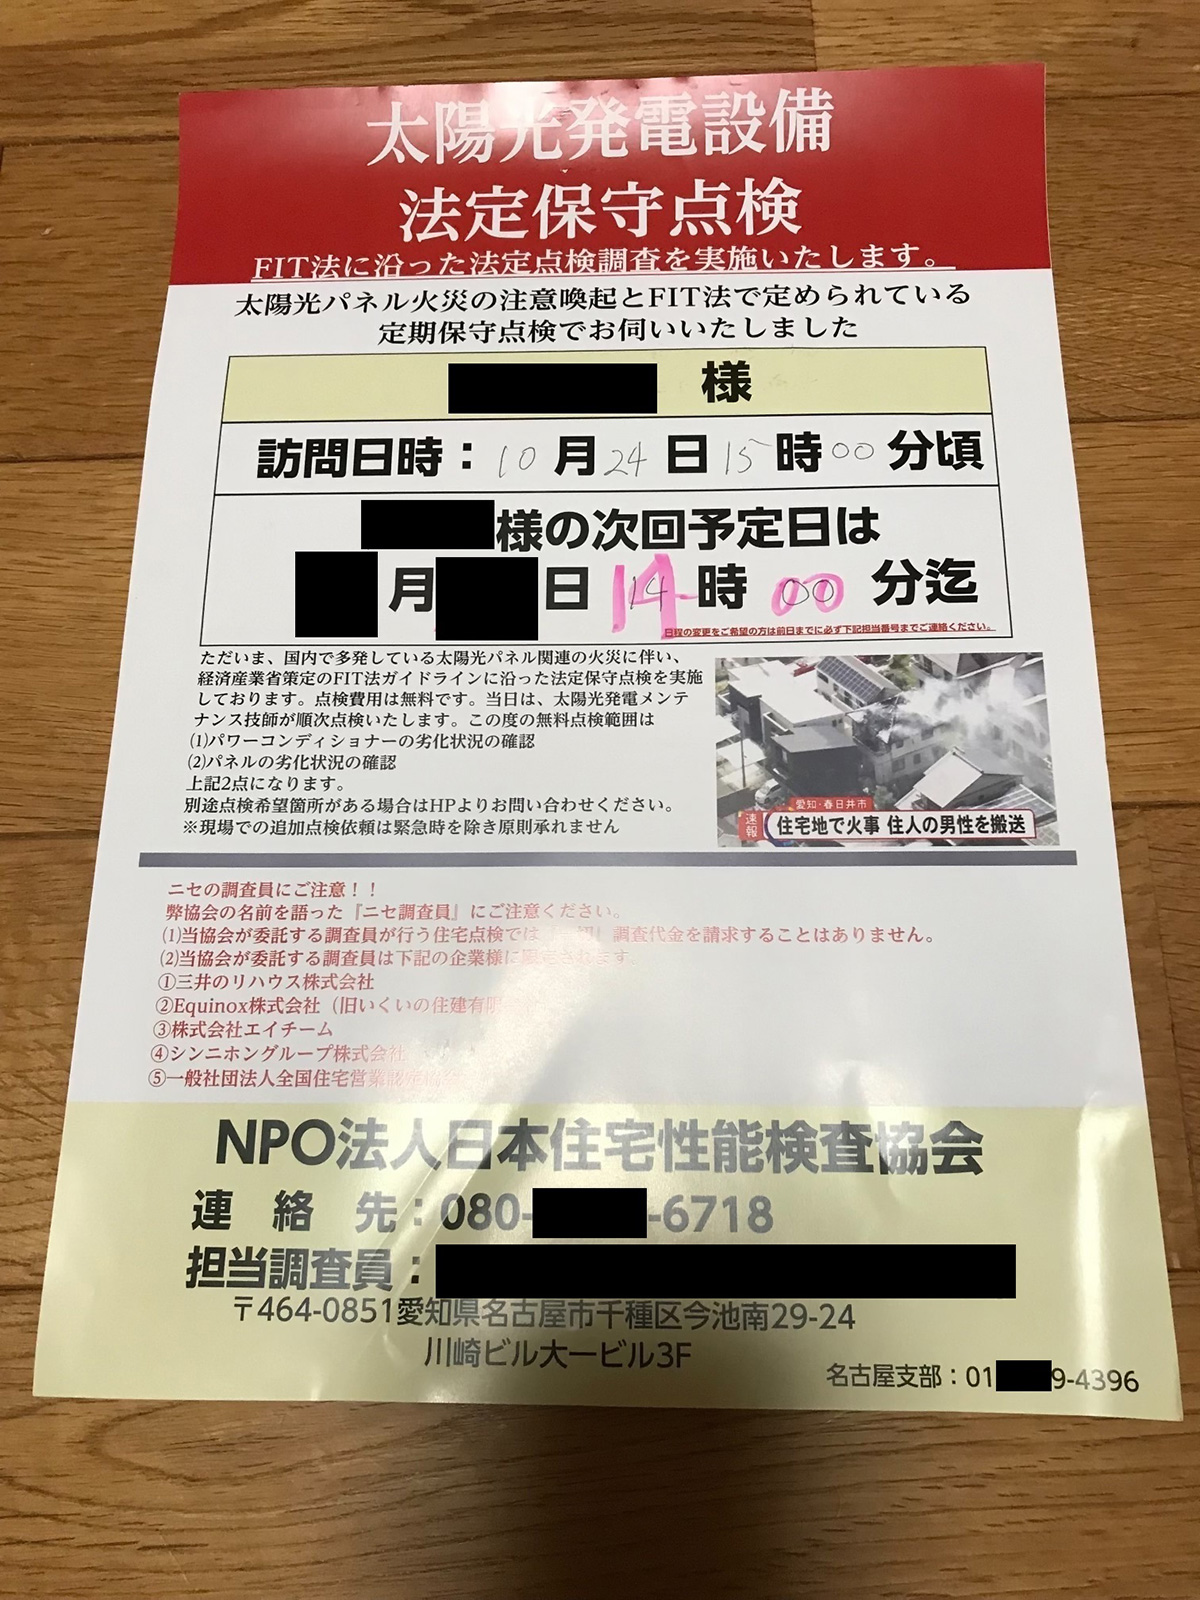 太陽光発電設備
法定保守点検
FIT法に沿った法定点検調査を実施いたします。
太陽光パネル火災の注意喚起とFIT法で定められている
定期保守点検でお伺いいたしました
様
訪問日時：10月24日15時00分頃
様の次回予定日は
月 日 14時 00 分迄
日程の変更をご希望の方は前日までに必ず下記担当番号までご連絡ください。
ただいま、国内で多発している太陽光パネル関連の火災に伴い、
経済産業省策定のFIT法ガイドラインに沿った法定保守点検を実施
しております。点検費用は無料です。当日は、太陽光発電メンテ
ナンス技師が順次点検いたします。この度の無料点検範囲は
(1)パワーコンディショナーの劣化状況の確認
(2)パネルの劣化状況の確認
上記2点になります。
別途点検希望箇所がある場合はHPよりお問い合わせください。
※現場での追加点検依頼は緊急時を除き原則承れません
愛知・春日井市
速報
住宅地で火事 住人の男性を搬送
ニセの調査員にご注意！！
弊協会の名前を語った『ニセ調査員』にご注意ください。
(1)当協会が委託する調査員が行う住宅点検では「一切」調査代金を請求することはありません。
(2)当協会が委託する調査員は下記の企業様に限定されます。
①三井のリハウス株式会社
②Equinox株式会社（旧いくいの住建有限
③株式会社エイチーム
④シンニホングループ株式会社
⑤一般社団法人全国住宅営業認定協会
NPO法人日本住宅性能検査協会
連 絡 先：080- -6718
担当調査員：
〒464-0851愛知県名古屋市千種区今池南29-24
川崎ビル大一ビル3F
名古屋支部：01 9-4396